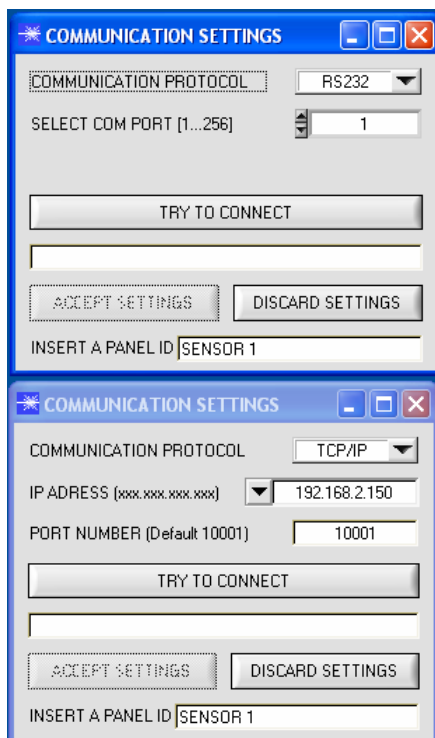 COMMUNICATION SETTINGS
COMMUNICATION PROTOCOL RS232
SELECT COM PORT [1...256] 1
TRY TO CONNECT
ACCEPT SETTINGS DISCARD SETTINGS
INSERT A PANEL ID SENSOR 1
COMMUNICATION SETTINGS
COMMUNICATION PROTOCOL TCP/IP
IP ADRESS (xxx.xxx.xxx.xxx) 192.168.2.150
PORT NUMBER (Default 10001) 10001
TRY TO CONNECT
ACCEPT SETTINGS DISCARD SETTINGS
INSERT A PANEL ID SENSOR 1